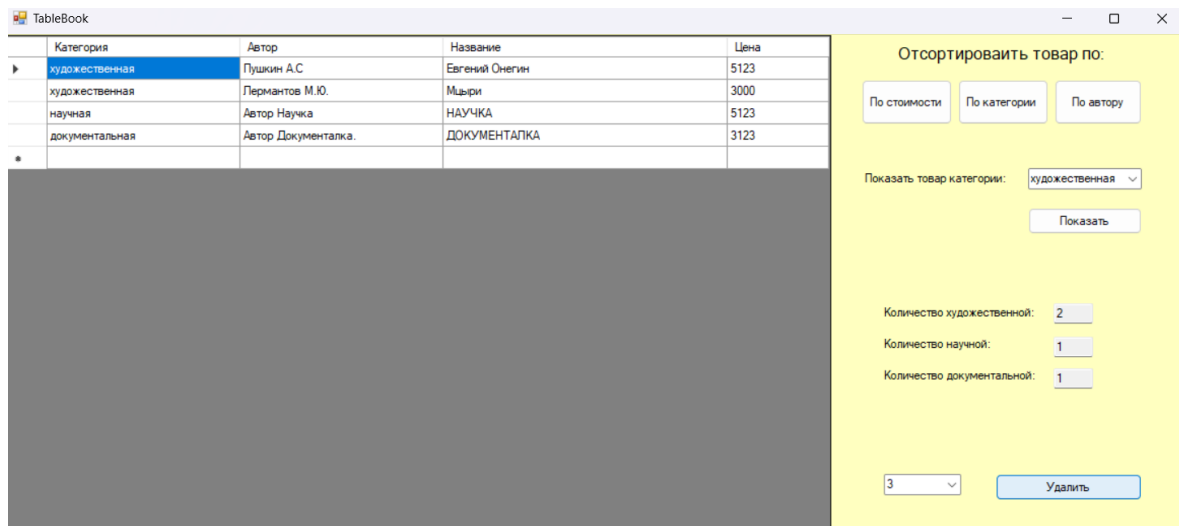 TableBook
Категория Автор Название Цена
художественная Пушкин А.С Евгений Онегин 5123
художественная Лермантов М.Ю. Мцыри 3000
научная Автор Научка НАУЧКА 5123
документальная Автор Документалка. ДОКУМЕНТАЛКА 3123
Отсортироваить товар по:
По стоимости По категории По автору
Показать товар категории: художественная
Показать
Количество художественной: 2
Количество научной: 1
Количество документальной: 1
3 Удалить